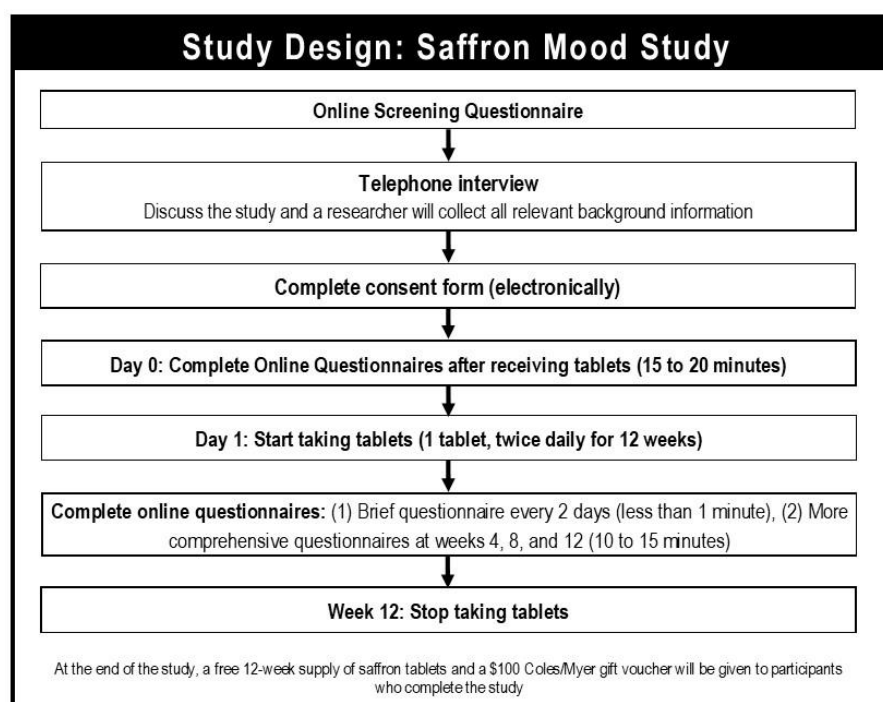 Study Design: Saffron Mood Study
Online Screening Questionnaire
Telephone interview
Discuss the study and a researcher will collect all relevant background information
Complete consent form (electronically)
Day 0: Complete Online Questionnaires after receiving tablets (15 to 20 minutes)
Day 1: Start taking tablets (1 tablet, twice daily for 12 weeks)
Complete online questionnaires: (1) Brief questionnaire every 2 days (less than 1 minute), (2) More
comprehensive questionnaires at weeks 4, 8, and 12 (10 to 15 minutes)
Week 12: Stop taking tablets
At the end of the study, a free 12-week supply of saffron tablets and a $100 Coles/Myer gift voucher will be given to participants
who complete the study